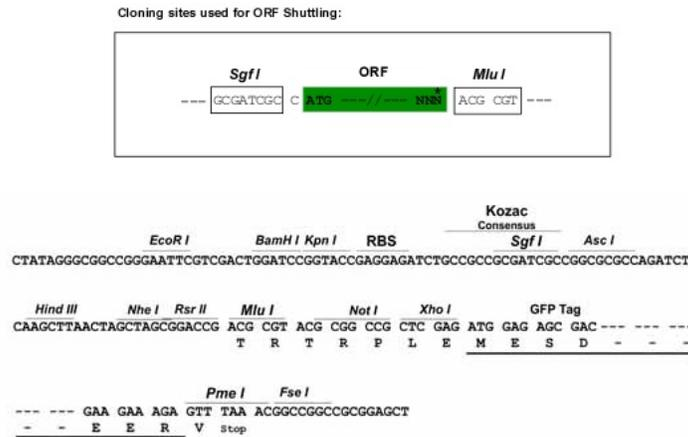 Cloning sites used for ORF Shuttling:
Sgf I ORF Mlu I
--- GCGATCGC C ATG ---//--- NNN* ACG CGT ---
Kozac
Consensus
EcoR I BamH I Kpn I RBS Sgf I Asc I
CTATAGGGCGGCCGGGAATTCGTCGACTGGATCCGGTACCGAGGAGATCTGCCGCCGCGATCGCCGGCGCGCCAGATCT
Hind III Nhe I Rsr II Mlu I Not I Xho I GFP Tag
CAAGCTTAACTAGCTAGCGGACCG ACG CGT ACG CGG CCG CTC GAG ATG GAG AGC GAC --- --- ---
T R T R P L E M E S D - - -
Pme I Fse I
--- --- GAA GAA AGA GTT TAA ACGGCCGGCCGCGGAGCT
- - E E R V Stop